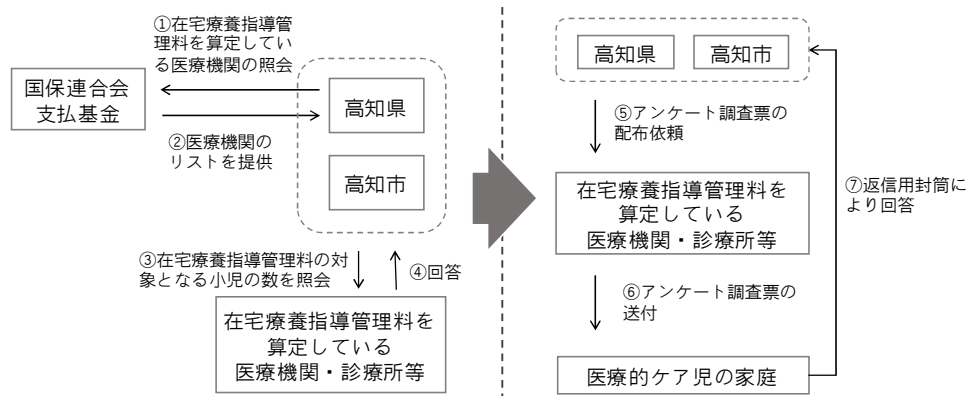 ①在宅療養指導管
理料を算定してい
る医療機関の照会
国保連合会
支払基金
②医療機関の
リストを提供
高知県
高知市
③在宅療養指導管理料の対
象となる小児の数を照会
④回答
在宅療養指導管理料を
算定している
医療機関・診療所等
高知県
高知市
⑤アンケート調査票の
配布依頼
在宅療養指導管理料を
算定している
医療機関・診療所等
⑥アンケート調査票の
送付
医療的ケア児の家庭
⑦返信用封筒に
より回答